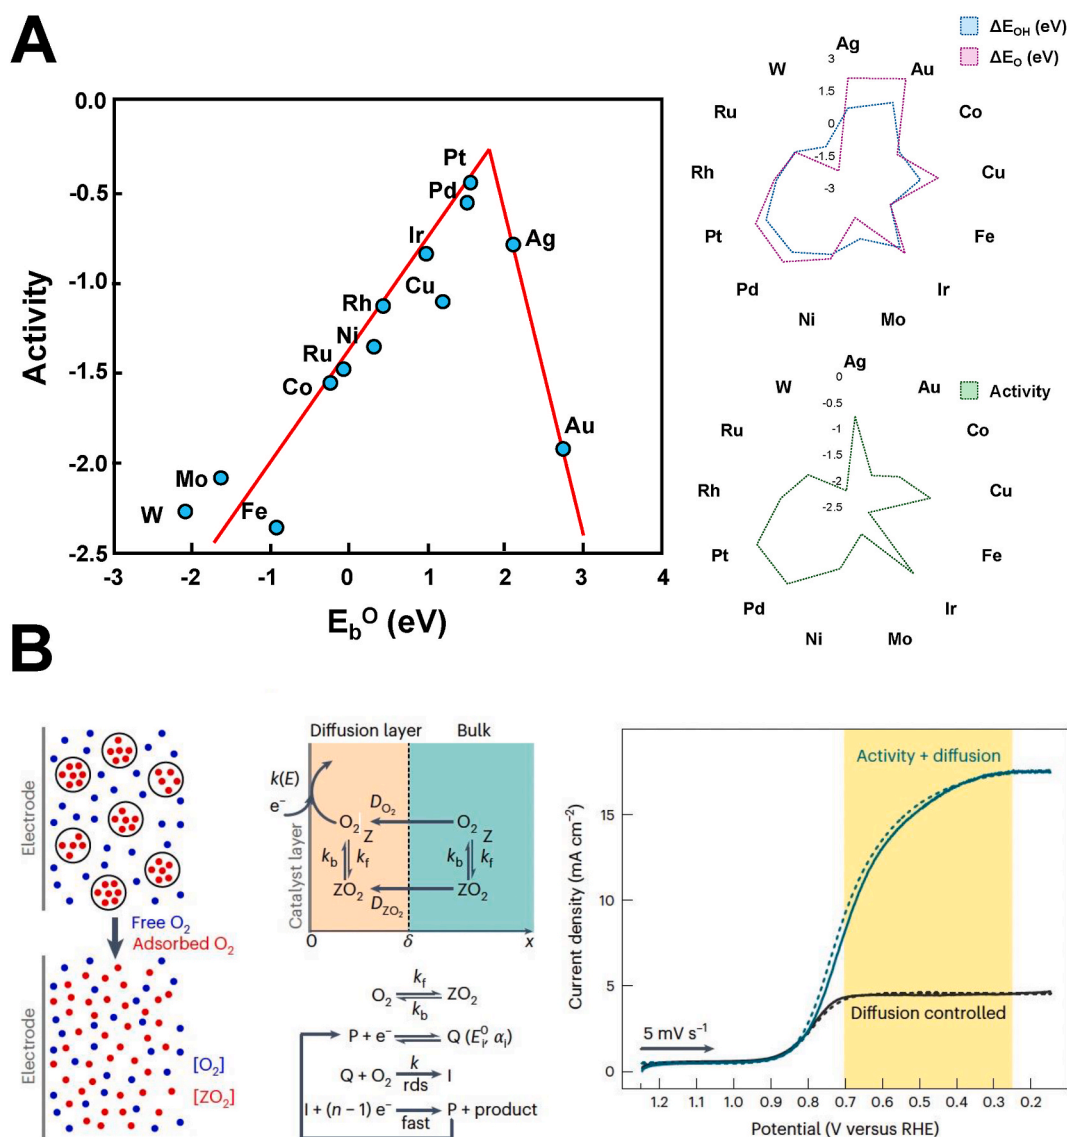 A
Activity
0.0
-0.5
-1.0
-1.5
-2.0
-2.5
-3
-2
-1
0
1
2
3
4
E_b^O (eV)
Pt
Pd
Ir
Ag
Cu
Rh
Ni
Ru
Co
Au
Mo
W
Fe
ΔE_OH (eV)
ΔE_O (eV)
Ag
Au
Co
Cu
Fe
Ir
Mo
Ni
Pd
Pt
Rh
Ru
W
3
1.5
0
-1.5
-3
Activity
Ag
Au
Co
Cu
Fe
Ir
Mo
Ni
Pd
Pt
Rh
Ru
W
0
-0.5
-1
-1.5
-2
-2.5
B
Electrode
Free O₂
Adsorbed O₂
Electrode
[O₂]
[ZO₂]
Diffusion layer Bulk
Catalyst layer
k(E)
e⁻
D_O₂
O₂ Z O₂ Z
k_b k_f k_b k_f
ZO₂ ZO₂
D_ZO₂
0 δ x
k_f
O₂ ⇌ ZO₂
k_b
P + e⁻ ⇌ Q (E_i^0, α_i)
k
Q + O₂ → I
rds
I + (n − 1) e⁻ → P + product
fast
Current density (mA cm⁻²)
15
10
5
0
Activity + diffusion
Diffusion controlled
5 mV s⁻¹
1.2 1.1 1.0 0.9 0.8 0.7 0.6 0.5 0.4 0.3 0.2
Potential (V versus RHE)